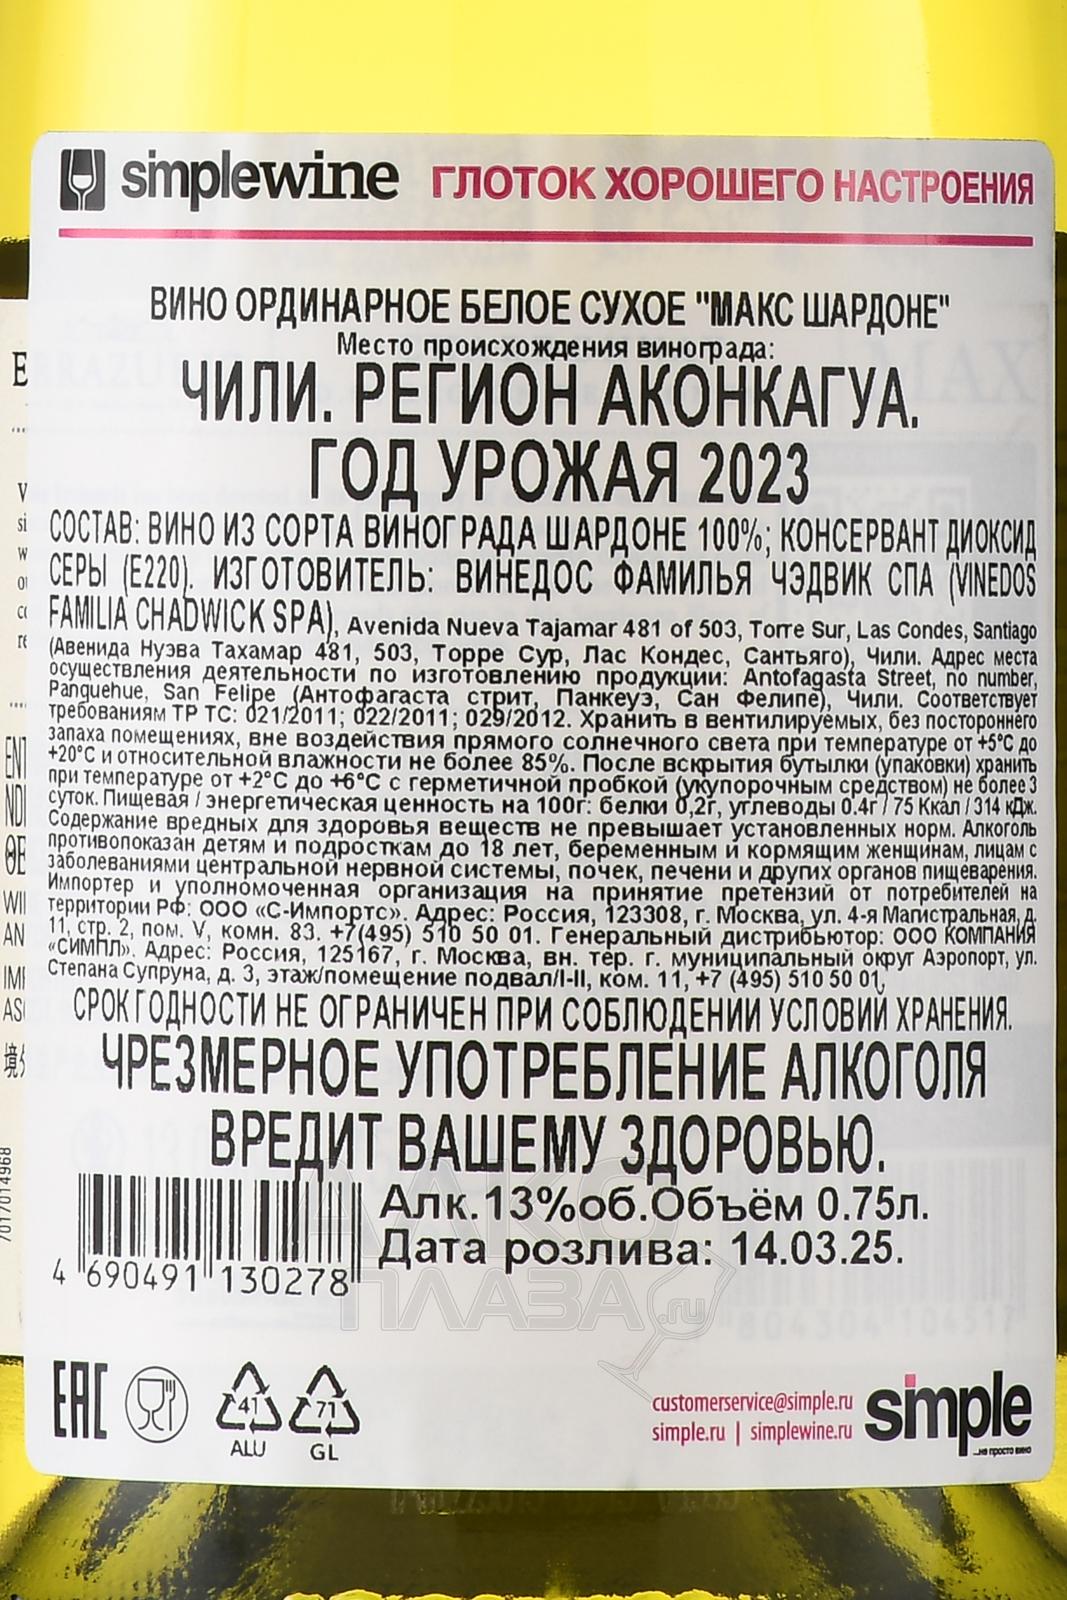 simplewine ГЛОТОК ХОРОШЕГО НАСТРОЕНИЯ
ВИНО ОРДИНАРНОЕ БЕЛОЕ СУХОЕ "МАКС ШАРДОНЕ"
Место происхождения винограда:
ЧИЛИ. РЕГИОН АКОНКАГУА.
ГОД УРОЖАЯ 2023
СОСТАВ: ВИНО ИЗ СОРТА ВИНОГРАДА ШАРДОНЕ 100%; КОНСЕРВАНТ ДИОКСИД
СЕРЫ (Е220). ИЗГОТОВИТЕЛЬ: ВИНЕДОС ФАМИЛЬЯ ЧЭДВИК СПА (VINEDOS
FAMILIA CHADWICK SPA), Avenida Nueva Tajamar 481 of 503, Torre Sur, Las Condes, Santiago
(Авенида Нуэва Тахамар 481, 503, Торре Сур, Лас Кондес, Сантьяго), Чили. Адрес места
осуществления деятельности по изготовлению продукции: Antofagasta Street, no number,
Panquehue, San Felipe (Антофагаста стрит, Панкеуэ, Сан Фелипе), Чили. Соответствует
требованиям ТР ТС: 021/2011; 022/2011; 029/2012. Хранить в вентилируемых, без постороннего
запаха помещениях, вне воздействия прямого солнечного света при температуре от +5°С до
+20°С и относительной влажности не более 85%. После вскрытия бутылки (упаковки) хранить
при температуре от +2°С до +6°С с герметичной пробкой (укупорочным средством) не более 3
суток. Пищевая / энергетическая ценность на 100г: белки 0,2г, углеводы 0.4г / 75 Ккал / 314 кДж.
Содержание вредных для здоровья веществ не превышает установленных норм. Алкоголь
противопоказан детям и подросткам до 18 лет, беременным и кормящим женщинам, лицам с
заболеваниями центральной нервной системы, почек, печени и других органов пищеварения.
Импортер и уполномоченная организация на принятие претензий от потребителей на
территории РФ: ООО «С-Импортс». Адрес: Россия, 123308, г. Москва, ул. 4-я Магистральная, д.
11, стр. 2, пом. V, комн. 83. +7(495) 510 50 01. Генеральный дистрибьютор: ООО КОМПАНИЯ
«СИМПЛ». Адрес: Россия, 125167, г. Москва, вн. тер. г. муниципальный округ Аэропорт, ул.
Степана Супруна, д. 3, этаж/помещение подвал/I-II, ком. 11, +7 (495) 510 50 01,
СРОК ГОДНОСТИ НЕ ОГРАНИЧЕН ПРИ СОБЛЮДЕНИИ УСЛОВИЙ ХРАНЕНИЯ.
ЧРЕЗМЕРНОЕ УПОТРЕБЛЕНИЕ АЛКОГОЛЯ
ВРЕДИТ ВАШЕМУ ЗДОРОВЬЮ.
Алк.13%об.Объём 0.75л.
Дата розлива: 14.03.25.
4 690491 130278
АЛКО
ПЛАЗА.ru
804304 104517
EAC
41
ALU
71
GL
customerservice@simple.ru
simple.ru | simplewine.ru
simple
...не просто вино
7017014968